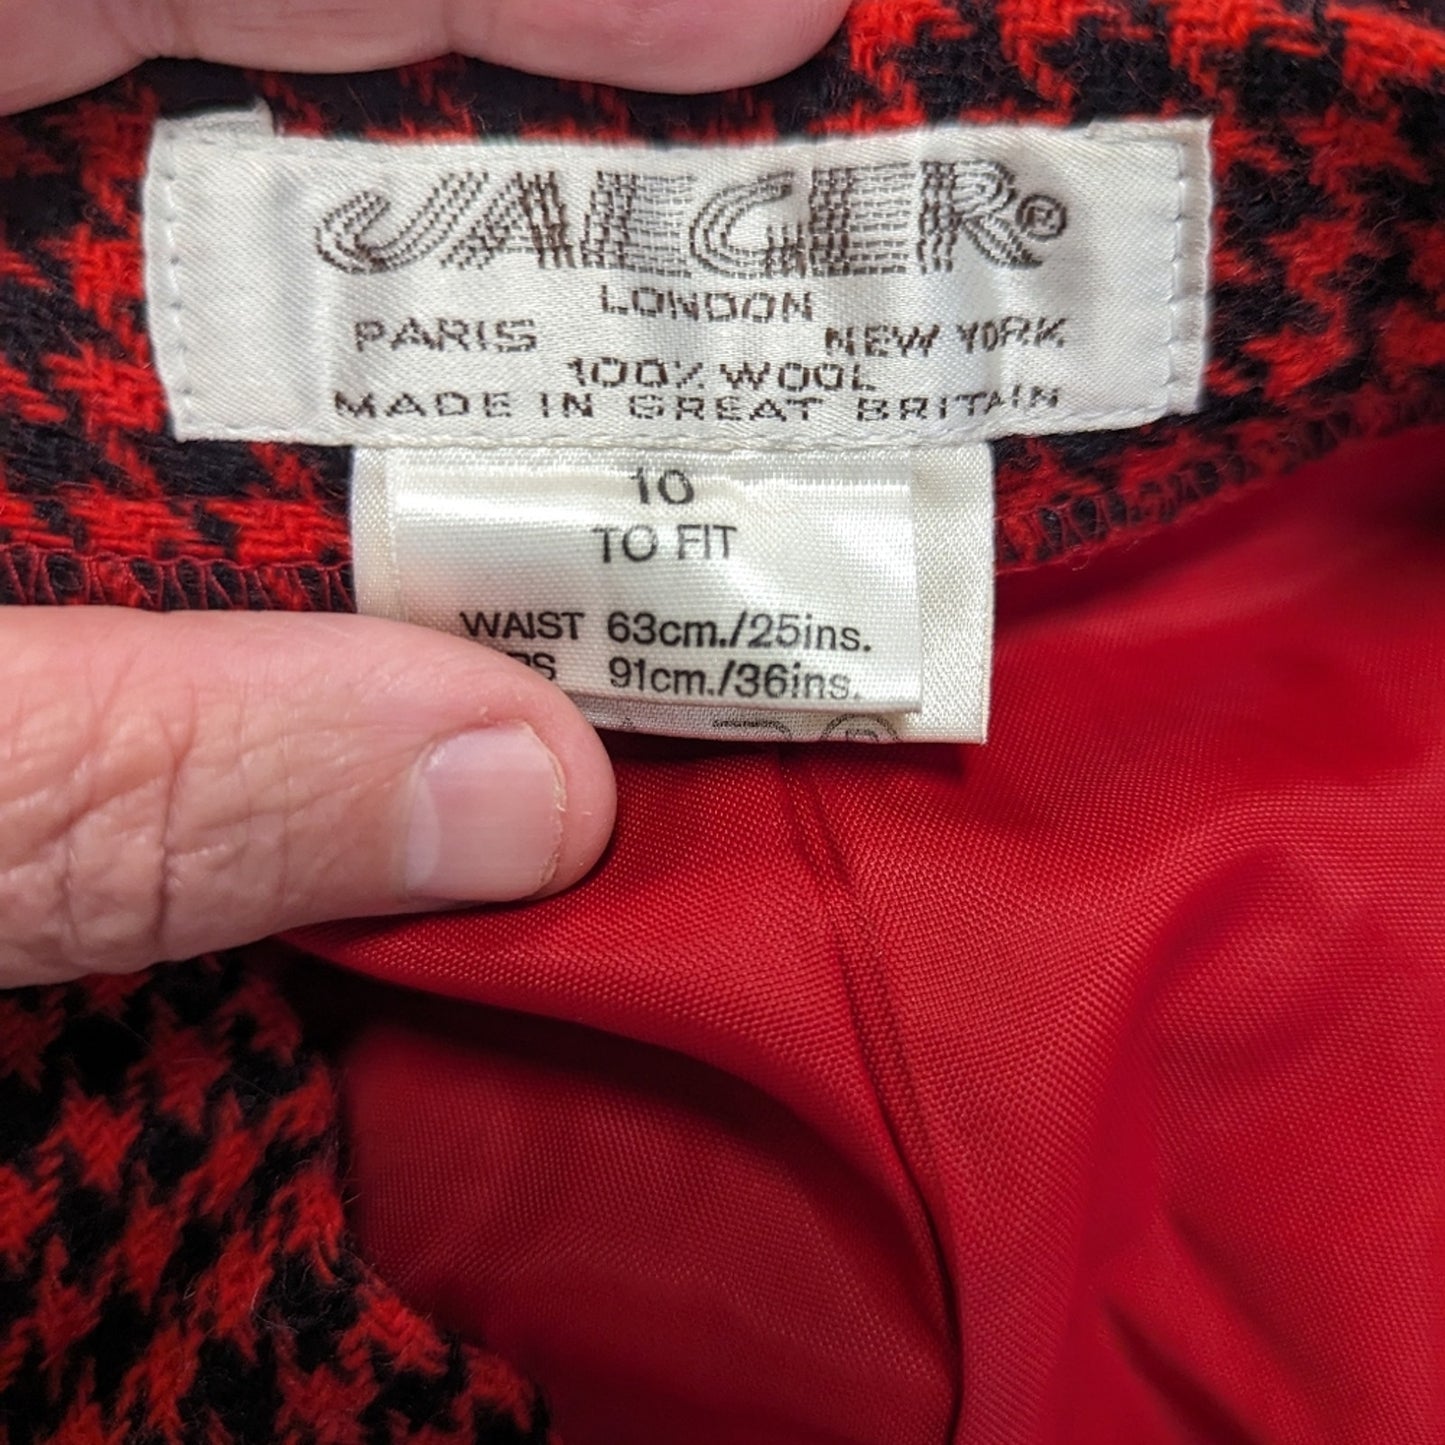 JAEGER®
LONDON
PARIS NEW YORK
100% WOOL
MADE IN GREAT BRITAIN
10
TO FIT
WAIST 63cm./25ins.
91cm./36ins.